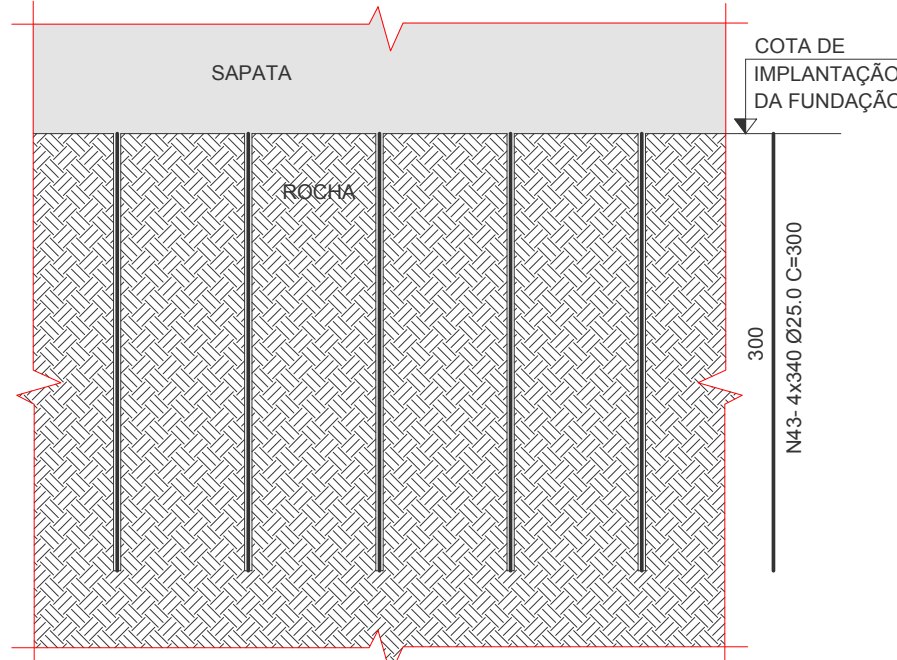 SAPATA
COTA DE
IMPLANTAÇÃO
DA FUNDAÇÃO
ROCHA
300
N43- 4x340 Ø25.0 C=300